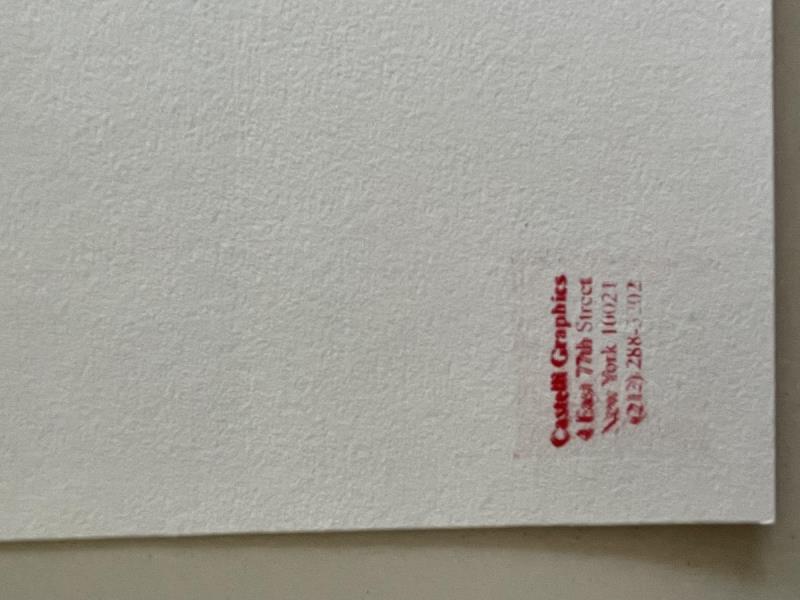 Castelli Graphics
4 East 77th Street
New York 10021
(212) 288-3202